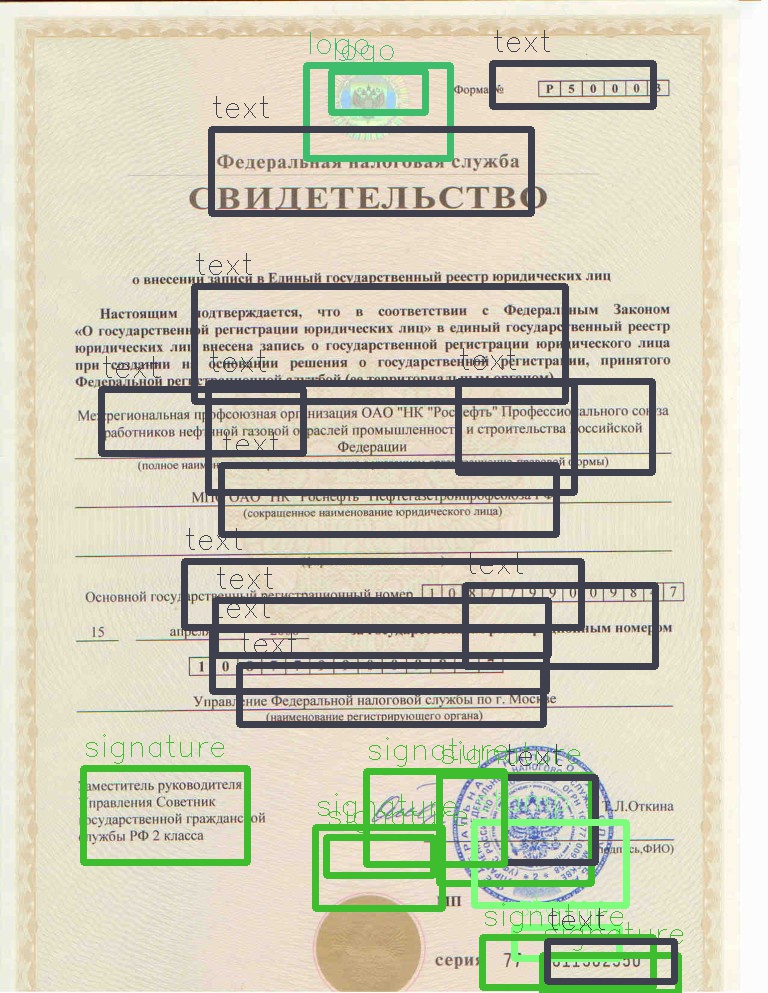 Форма № Р 5 0 0 0 3
Федеральная налоговая служба
СВИДЕТЕЛЬСТВО
о внесении записи в Единый государственный реестр юридических лиц
Настоящим подтверждается, что в соответствии с Федеральным Законом
«О государственной регистрации юридических лиц» в единый государственный реестр
юридических лиц внесена запись о государственной регистрации юридического лица
при создании на основании решения о государственной регистрации, принятого
Федеральной регистрационной службой (ее территориальным органом)
Межрегиональная профсоюзная организация ОАО "НК "Роснефть" Профессионального союза
работников нефтяной газовой отраслей промышленности и строительства Российской
Федерации
(полное наименование юридического лица с указанием организационно-правовой формы)
МПО ОАО "НК "Роснефть" Нефтегазстройпрофсоюза РФ
(сокращенное наименование юридического лица)
Основной государственный регистрационный номер 1 0 8 7 7 9 9 0 0 9 8 4 7
15 апреля 2008 за государственным регистрационным номером
1 0 8 7 7 9 9 0 0 9 8 4 7
Управление Федеральной налоговой службы по г. Москве
(наименование регистрирующего органа)
Заместитель руководителя
Управления Советник
государственной гражданской
службы РФ 2 класса
Т.Л.Откина
(подпись,ФИО)
МП
серия 77
text
text
text
text
text
text
text
text
text
text
text
text
text
text
logo
logo
signature
signature
signature
signature
signature
signature
signature
signature